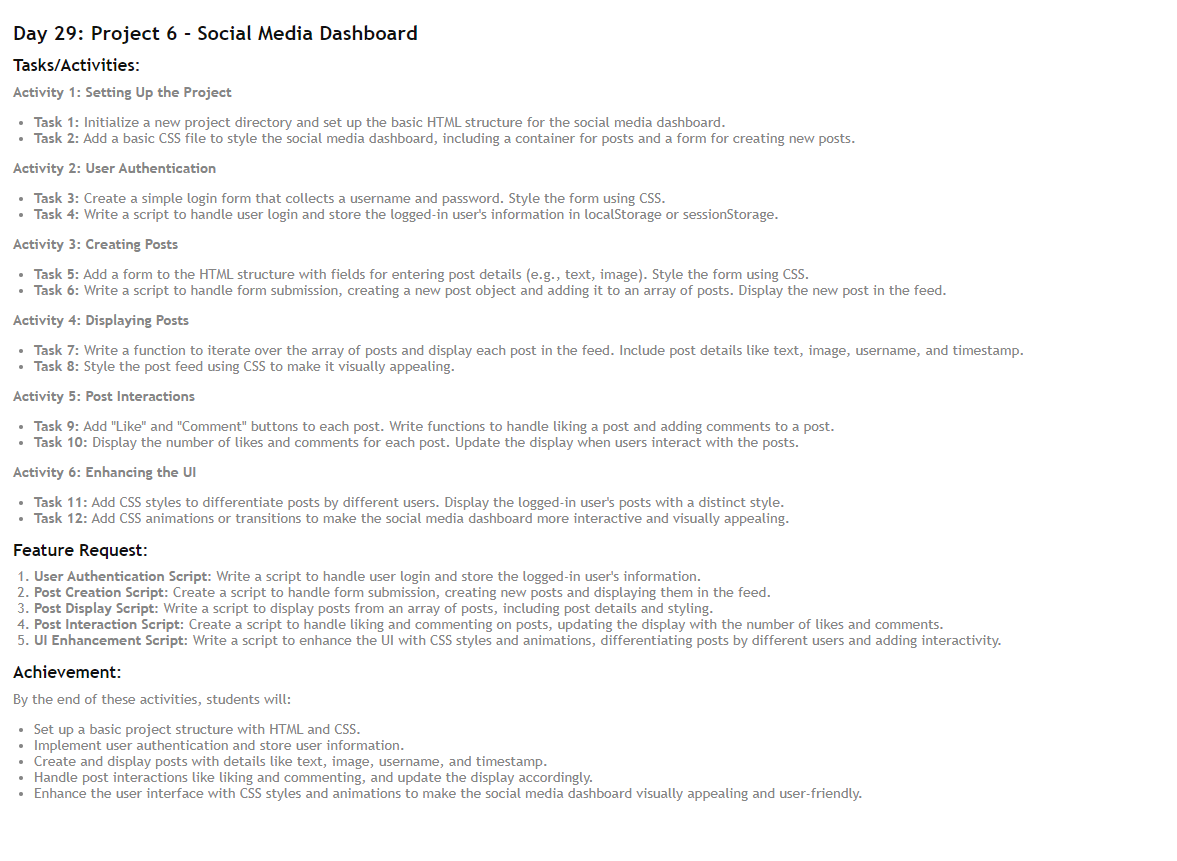 Day 29: Project 6 - Social Media Dashboard
Tasks/Activities:
Activity 1: Setting Up the Project
• Task 1: Initialize a new project directory and set up the basic HTML structure for the social media dashboard.
• Task 2: Add a basic CSS file to style the social media dashboard, including a container for posts and a form for creating new posts.
Activity 2: User Authentication
• Task 3: Create a simple login form that collects a username and password. Style the form using CSS.
• Task 4: Write a script to handle user login and store the logged-in user's information in localStorage or sessionStorage.
Activity 3: Creating Posts
• Task 5: Add a form to the HTML structure with fields for entering post details (e.g., text, image). Style the form using CSS.
• Task 6: Write a script to handle form submission, creating a new post object and adding it to an array of posts. Display the new post in the feed.
Activity 4: Displaying Posts
• Task 7: Write a function to iterate over the array of posts and display each post in the feed. Include post details like text, image, username, and timestamp.
• Task 8: Style the post feed using CSS to make it visually appealing.
Activity 5: Post Interactions
• Task 9: Add "Like" and "Comment" buttons to each post. Write functions to handle liking a post and adding comments to a post.
• Task 10: Display the number of likes and comments for each post. Update the display when users interact with the posts.
Activity 6: Enhancing the UI
• Task 11: Add CSS styles to differentiate posts by different users. Display the logged-in user's posts with a distinct style.
• Task 12: Add CSS animations or transitions to make the social media dashboard more interactive and visually appealing.
Feature Request:
1. User Authentication Script: Write a script to handle user login and store the logged-in user's information.
2. Post Creation Script: Create a script to handle form submission, creating new posts and displaying them in the feed.
3. Post Display Script: Write a script to display posts from an array of posts, including post details and styling.
4. Post Interaction Script: Create a script to handle liking and commenting on posts, updating the display with the number of likes and comments.
5. UI Enhancement Script: Write a script to enhance the UI with CSS styles and animations, differentiating posts by different users and adding interactivity.
Achievement:
By the end of these activities, students will:
• Set up a basic project structure with HTML and CSS.
• Implement user authentication and store user information.
• Create and display posts with details like text, image, username, and timestamp.
• Handle post interactions like liking and commenting, and update the display accordingly.
• Enhance the user interface with CSS styles and animations to make the social media dashboard visually appealing and user-friendly.